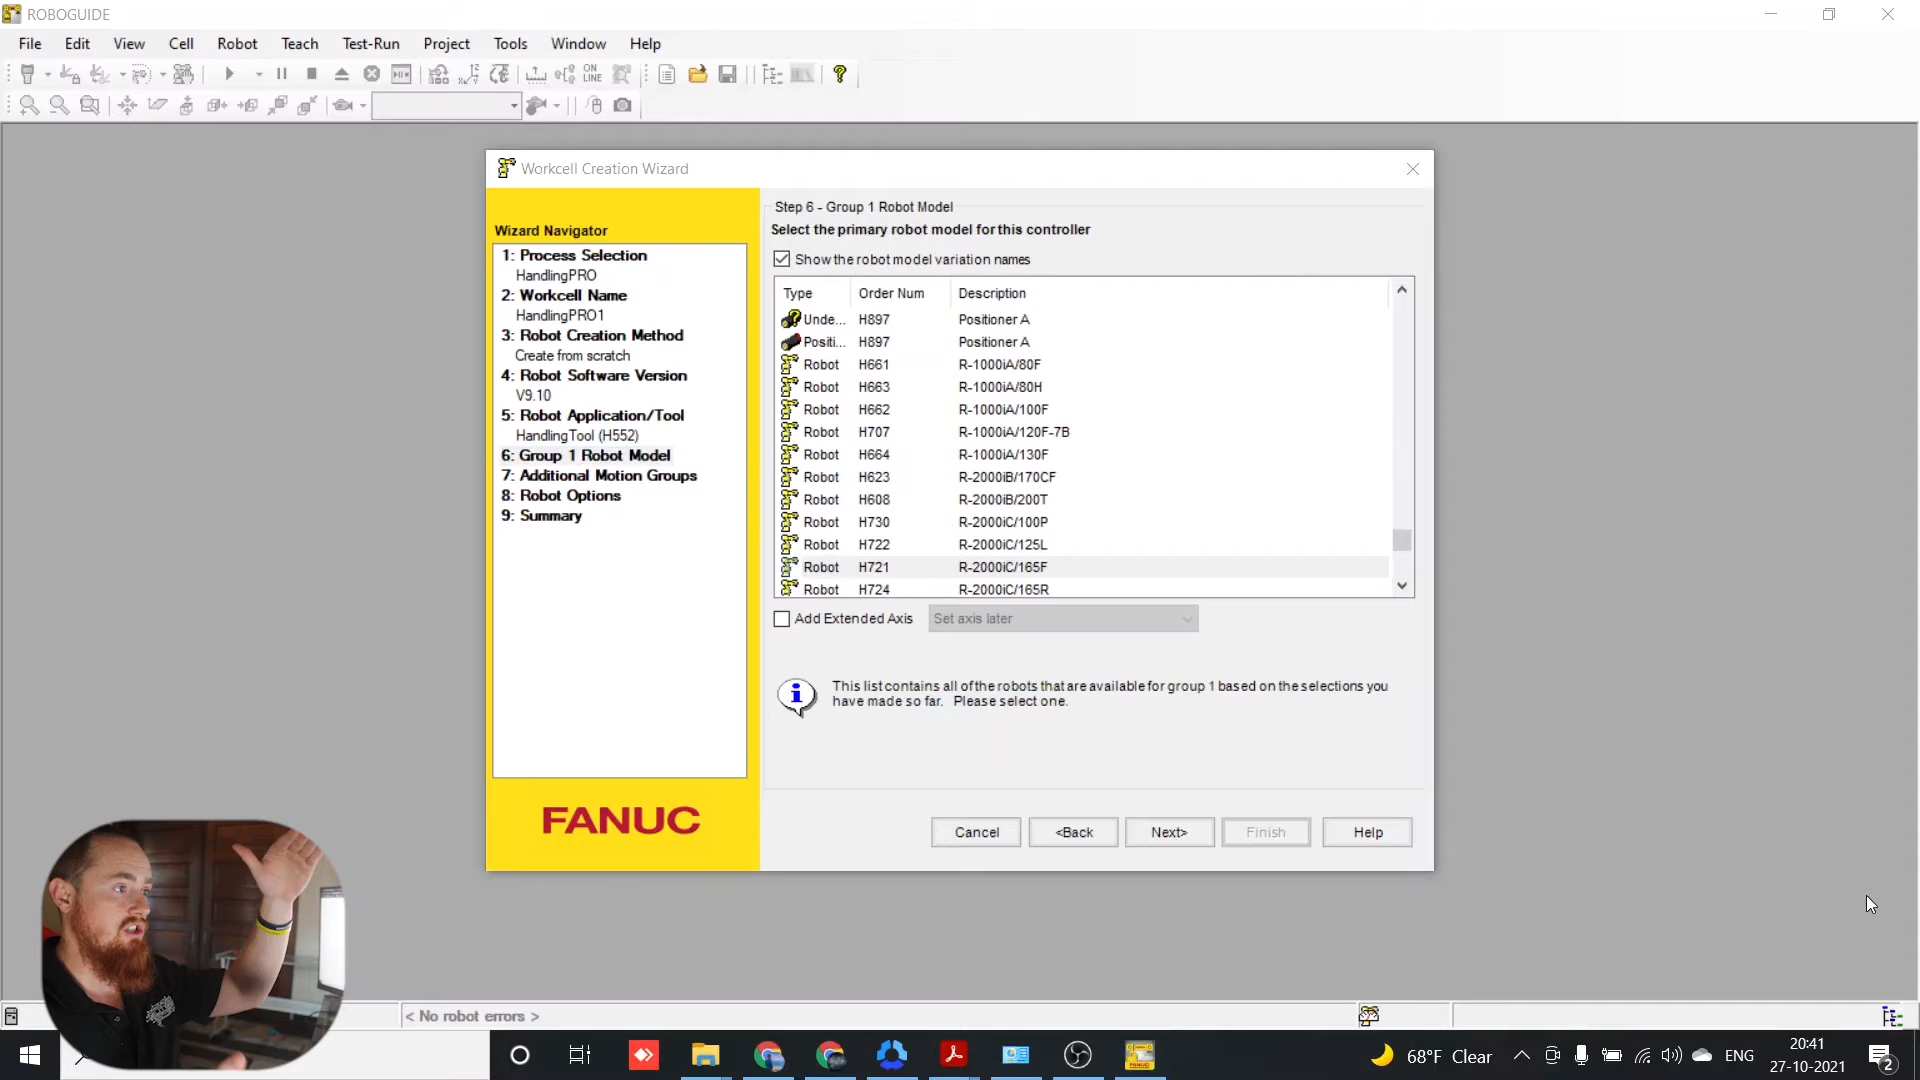 ROBOGUIDE
File Edit View Cell Robot Teach Test-Run Project Tools Window Help
ON
LINE
Workcell Creation Wizard
Wizard Navigator
1: Process Selection
HandlingPRO
2: Workcell Name
HandlingPRO1
3: Robot Creation Method
Create from scratch
4: Robot Software Version
V9.10
5: Robot Application/Tool
HandlingTool (H552)
6: Group 1 Robot Model
7: Additional Motion Groups
8: Robot Options
9: Summary
FANUC
Step 6 - Group 1 Robot Model
Select the primary robot model for this controller
Show the robot model variation names
Type Order Num Description
Unde... H897 Positioner A
Positi... H897 Positioner A
Robot H661 R-1000iA/80F
Robot H663 R-1000iA/80H
Robot H662 R-1000iA/100F
Robot H707 R-1000iA/120F-7B
Robot H664 R-1000iA/130F
Robot H623 R-2000iB/170CF
Robot H608 R-2000iB/200T
Robot H730 R-2000iC/100P
Robot H722 R-2000iC/125L
Robot H721 R-2000iC/165F
Robot H724 R-2000iC/165R
Add Extended Axis Set axis later
This list contains all of the robots that are available for group 1 based on the selections you
have made so far. Please select one.
Cancel <Back Next> Finish Help
< No robot errors >
68°F Clear ENG 20:41
27-10-2021
2